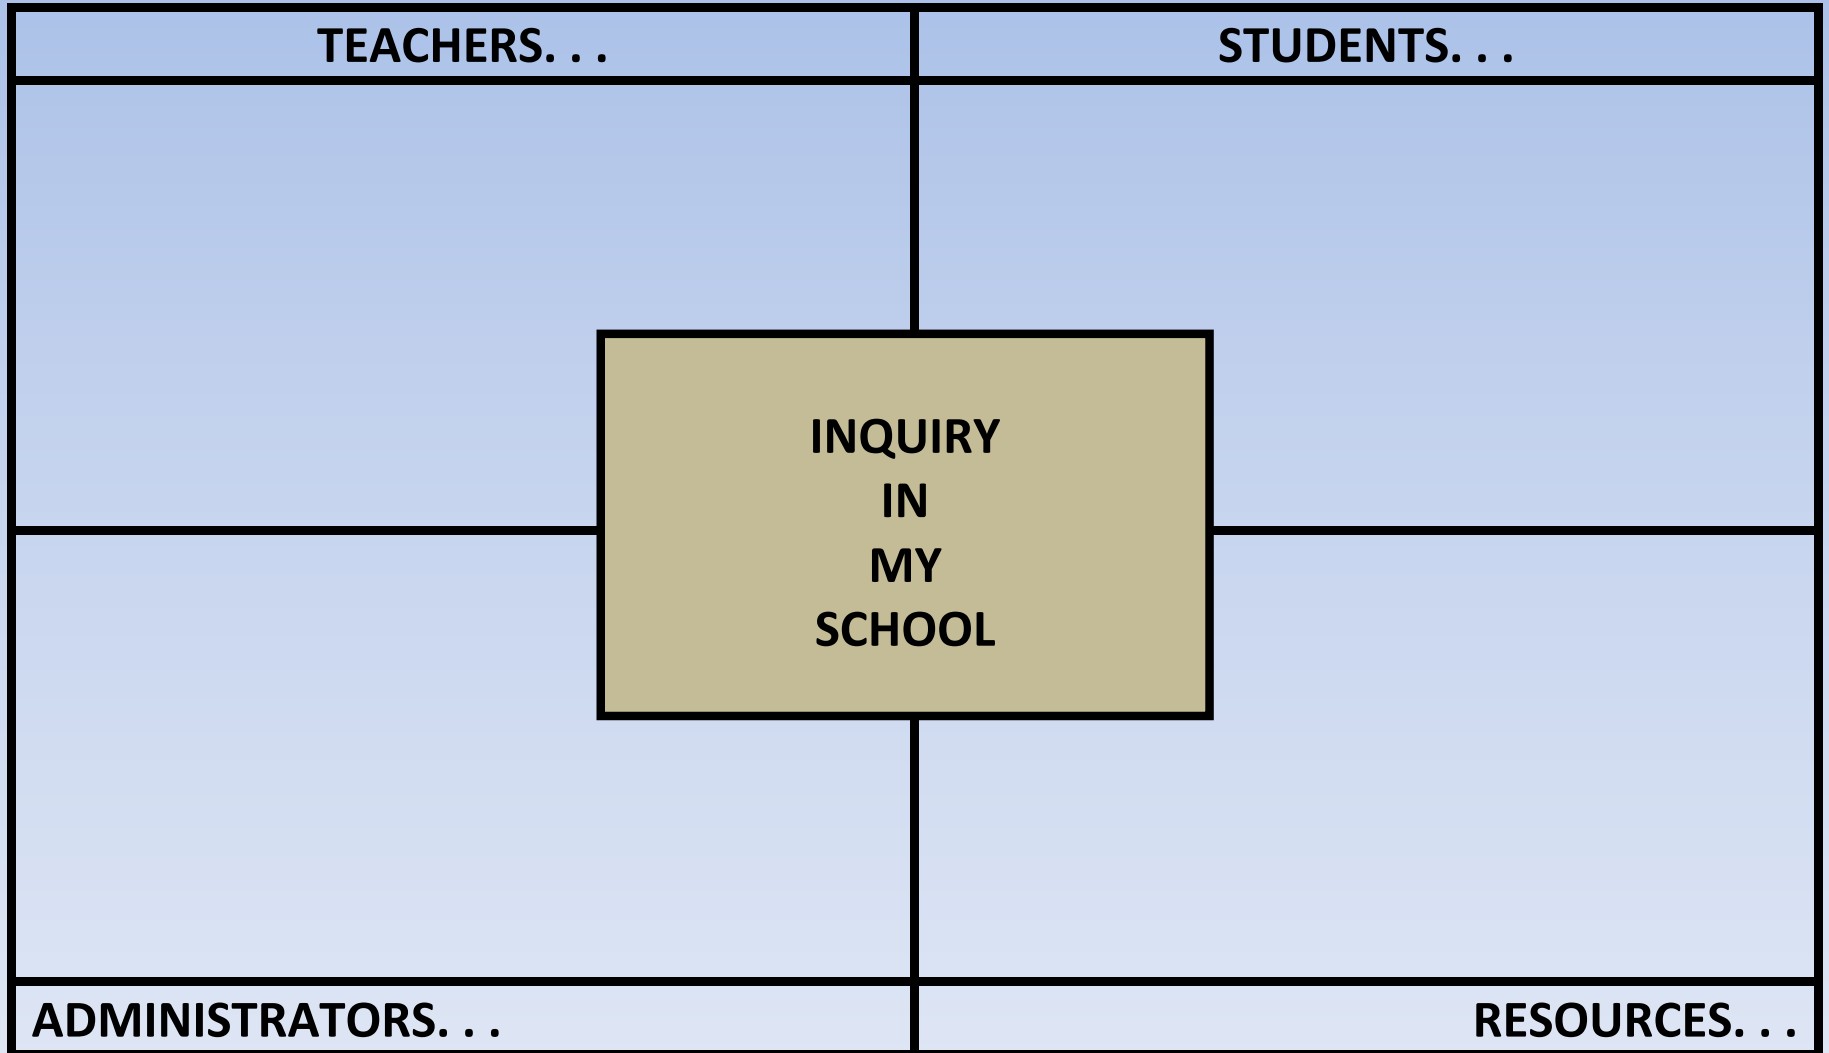 TEACHERS. . .
STUDENTS. . .
INQUIRY
IN
MY
SCHOOL
ADMINISTRATORS. . .
RESOURCES. . .